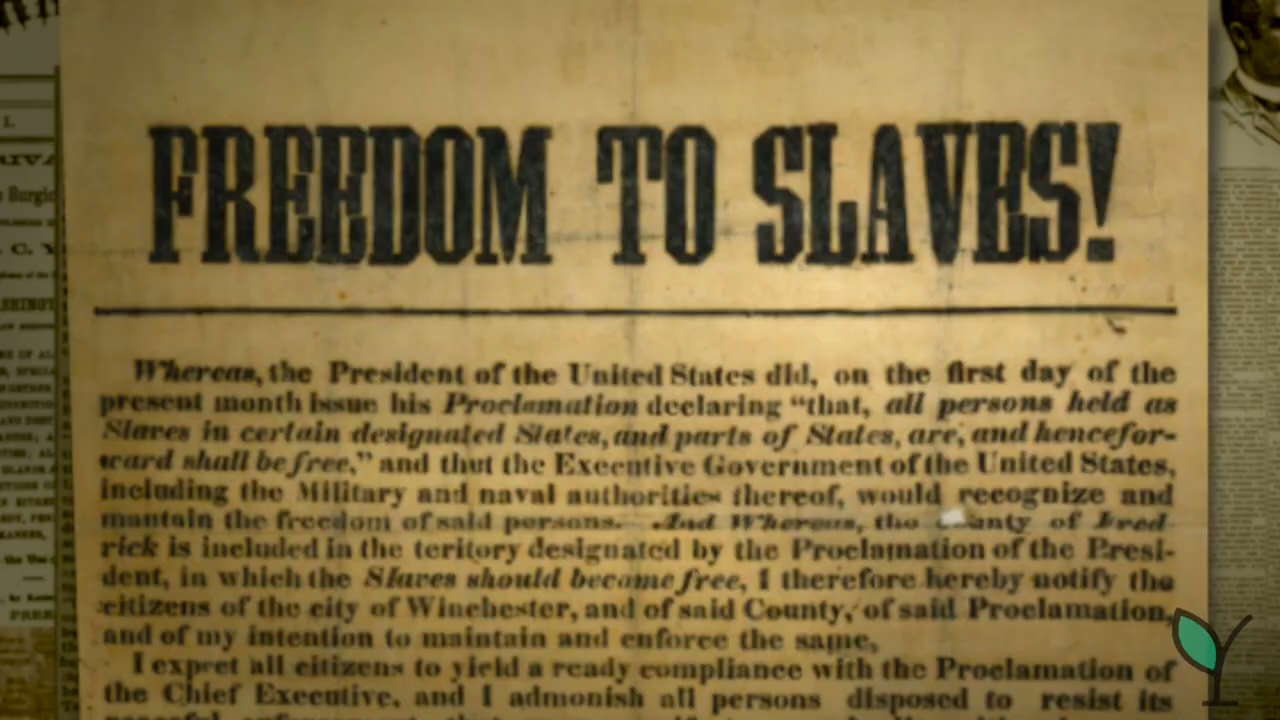 FREEDOM TO SLAVES!
Whereas, the President of the United States did, on the first day of the
present month issue his Proclamation declaring “that, all persons held as
Slaves in certain designated States, and parts of States, are, and hencefor-
ward shall be free,” and that the Executive Government of the United States,
including the Military and naval authorities thereof, would recognize and
mantain the freedom of said persons. And Whereas, the of Fred
rick is included in the teritory designated by the Proclamation of the Presi-
dent, in which the Slaves should become free, I therefore hereby notify the
citizens of the city of Winchester, and of said County, of said Proclamation,
and of my intention to maintain and enforce the same.
I expect all citizens to yield a ready compliance with the Proclamation of
the Chief Executive, and I admonish all persons disposed to resist its